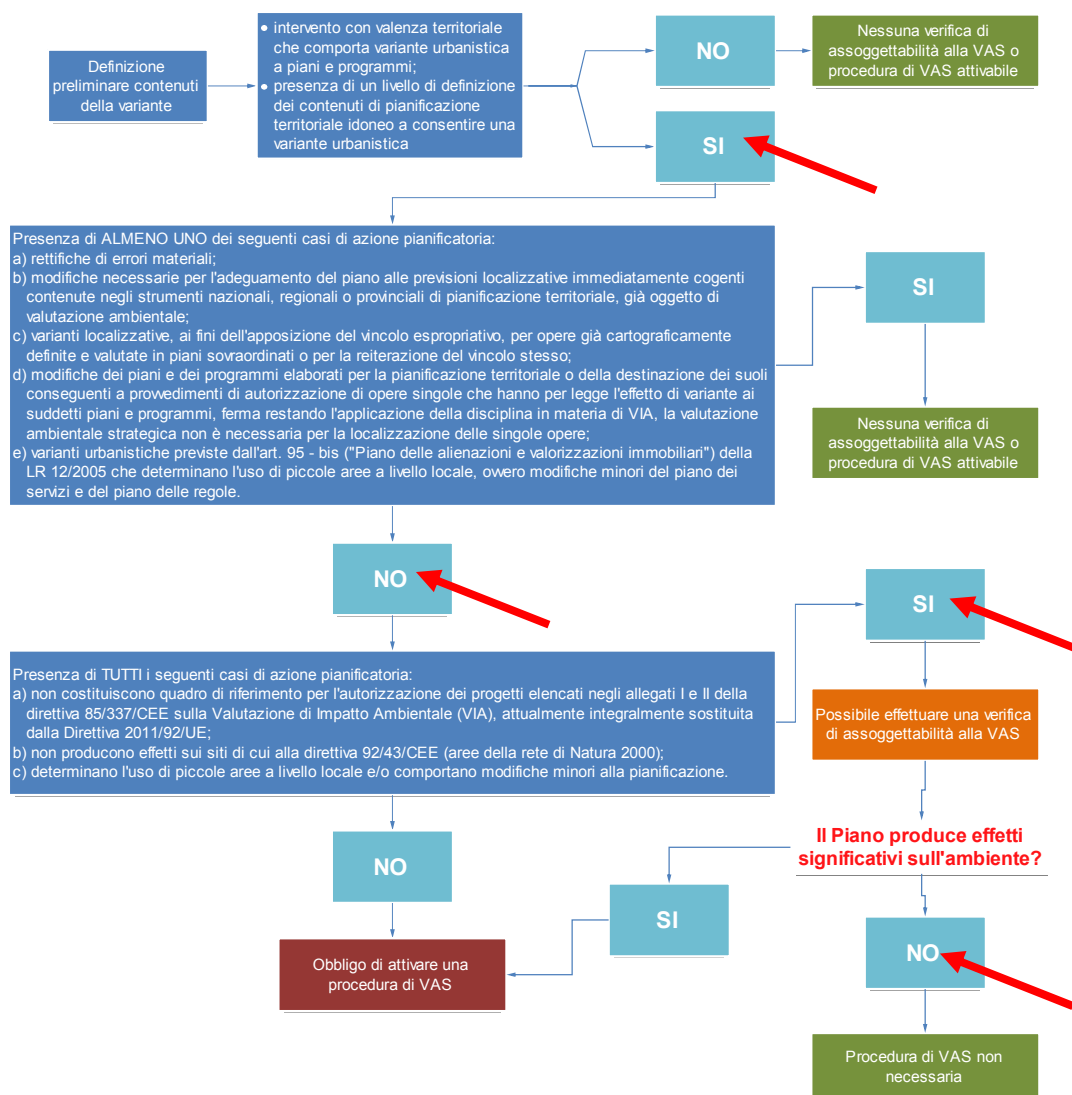 Definizione
preliminare contenuti
della variante
● intervento con valenza territoriale
che comporta variante urbanistica
a piani e programmi;
● presenza di un livello di definizione
dei contenuti di pianificazione
territoriale idoneo a consentire una
variante urbanistica
NO
Nessuna verifica di
assoggettabilità alla VAS o
procedura di VAS attivabile
SI
Presenza di ALMENO UNO dei seguenti casi di azione pianificatoria:
a) rettifiche di errori materiali;
b) modifiche necessarie per l'adeguamento del piano alle previsioni localizzative immediatamente cogenti
contenute negli strumenti nazionali, regionali o provinciali di pianificazione territoriale, già oggetto di
valutazione ambientale;
c) varianti localizzative, ai fini dell'apposizione del vincolo espropriativo, per opere già cartograficamente
definite e valutate in piani sovraordinati o per la reiterazione del vincolo stesso;
d) modifiche dei piani e dei programmi elaborati per la pianificazione territoriale o della destinazione dei suoli
conseguenti a provvedimenti di autorizzazione di opere singole che hanno per legge l'effetto di variante ai
suddetti piani e programmi, ferma restando l'applicazione della disciplina in materia di VIA, la valutazione
ambientale strategica non è necessaria per la localizzazione delle singole opere;
e) varianti urbanistiche previste dall'art. 95 - bis ("Piano delle alienazioni e valorizzazioni immobiliari") della
LR 12/2005 che determinano l'uso di piccole aree a livello locale, ovvero modifiche minori del piano dei
servizi e del piano delle regole.
SI
Nessuna verifica di
assoggettabilità alla VAS o
procedura di VAS attivabile
NO
SI
Presenza di TUTTI i seguenti casi di azione pianificatoria:
a) non costituiscono quadro di riferimento per l'autorizzazione dei progetti elencati negli allegati I e II della
direttiva 85/337/CEE sulla Valutazione di Impatto Ambientale (VIA), attualmente integralmente sostituita
dalla Direttiva 2011/92/UE;
b) non producono effetti sui siti di cui alla direttiva 92/43/CEE (aree della rete di Natura 2000);
c) determinano l'uso di piccole aree a livello locale e/o comportano modifiche minori alla pianificazione.
Possibile effettuare una verifica
di assoggettabilità alla VAS
Il Piano produce effetti
significativi sull'ambiente?
NO
SI
NO
Obbligo di attivare una
procedura di VAS
Procedura di VAS non
necessaria